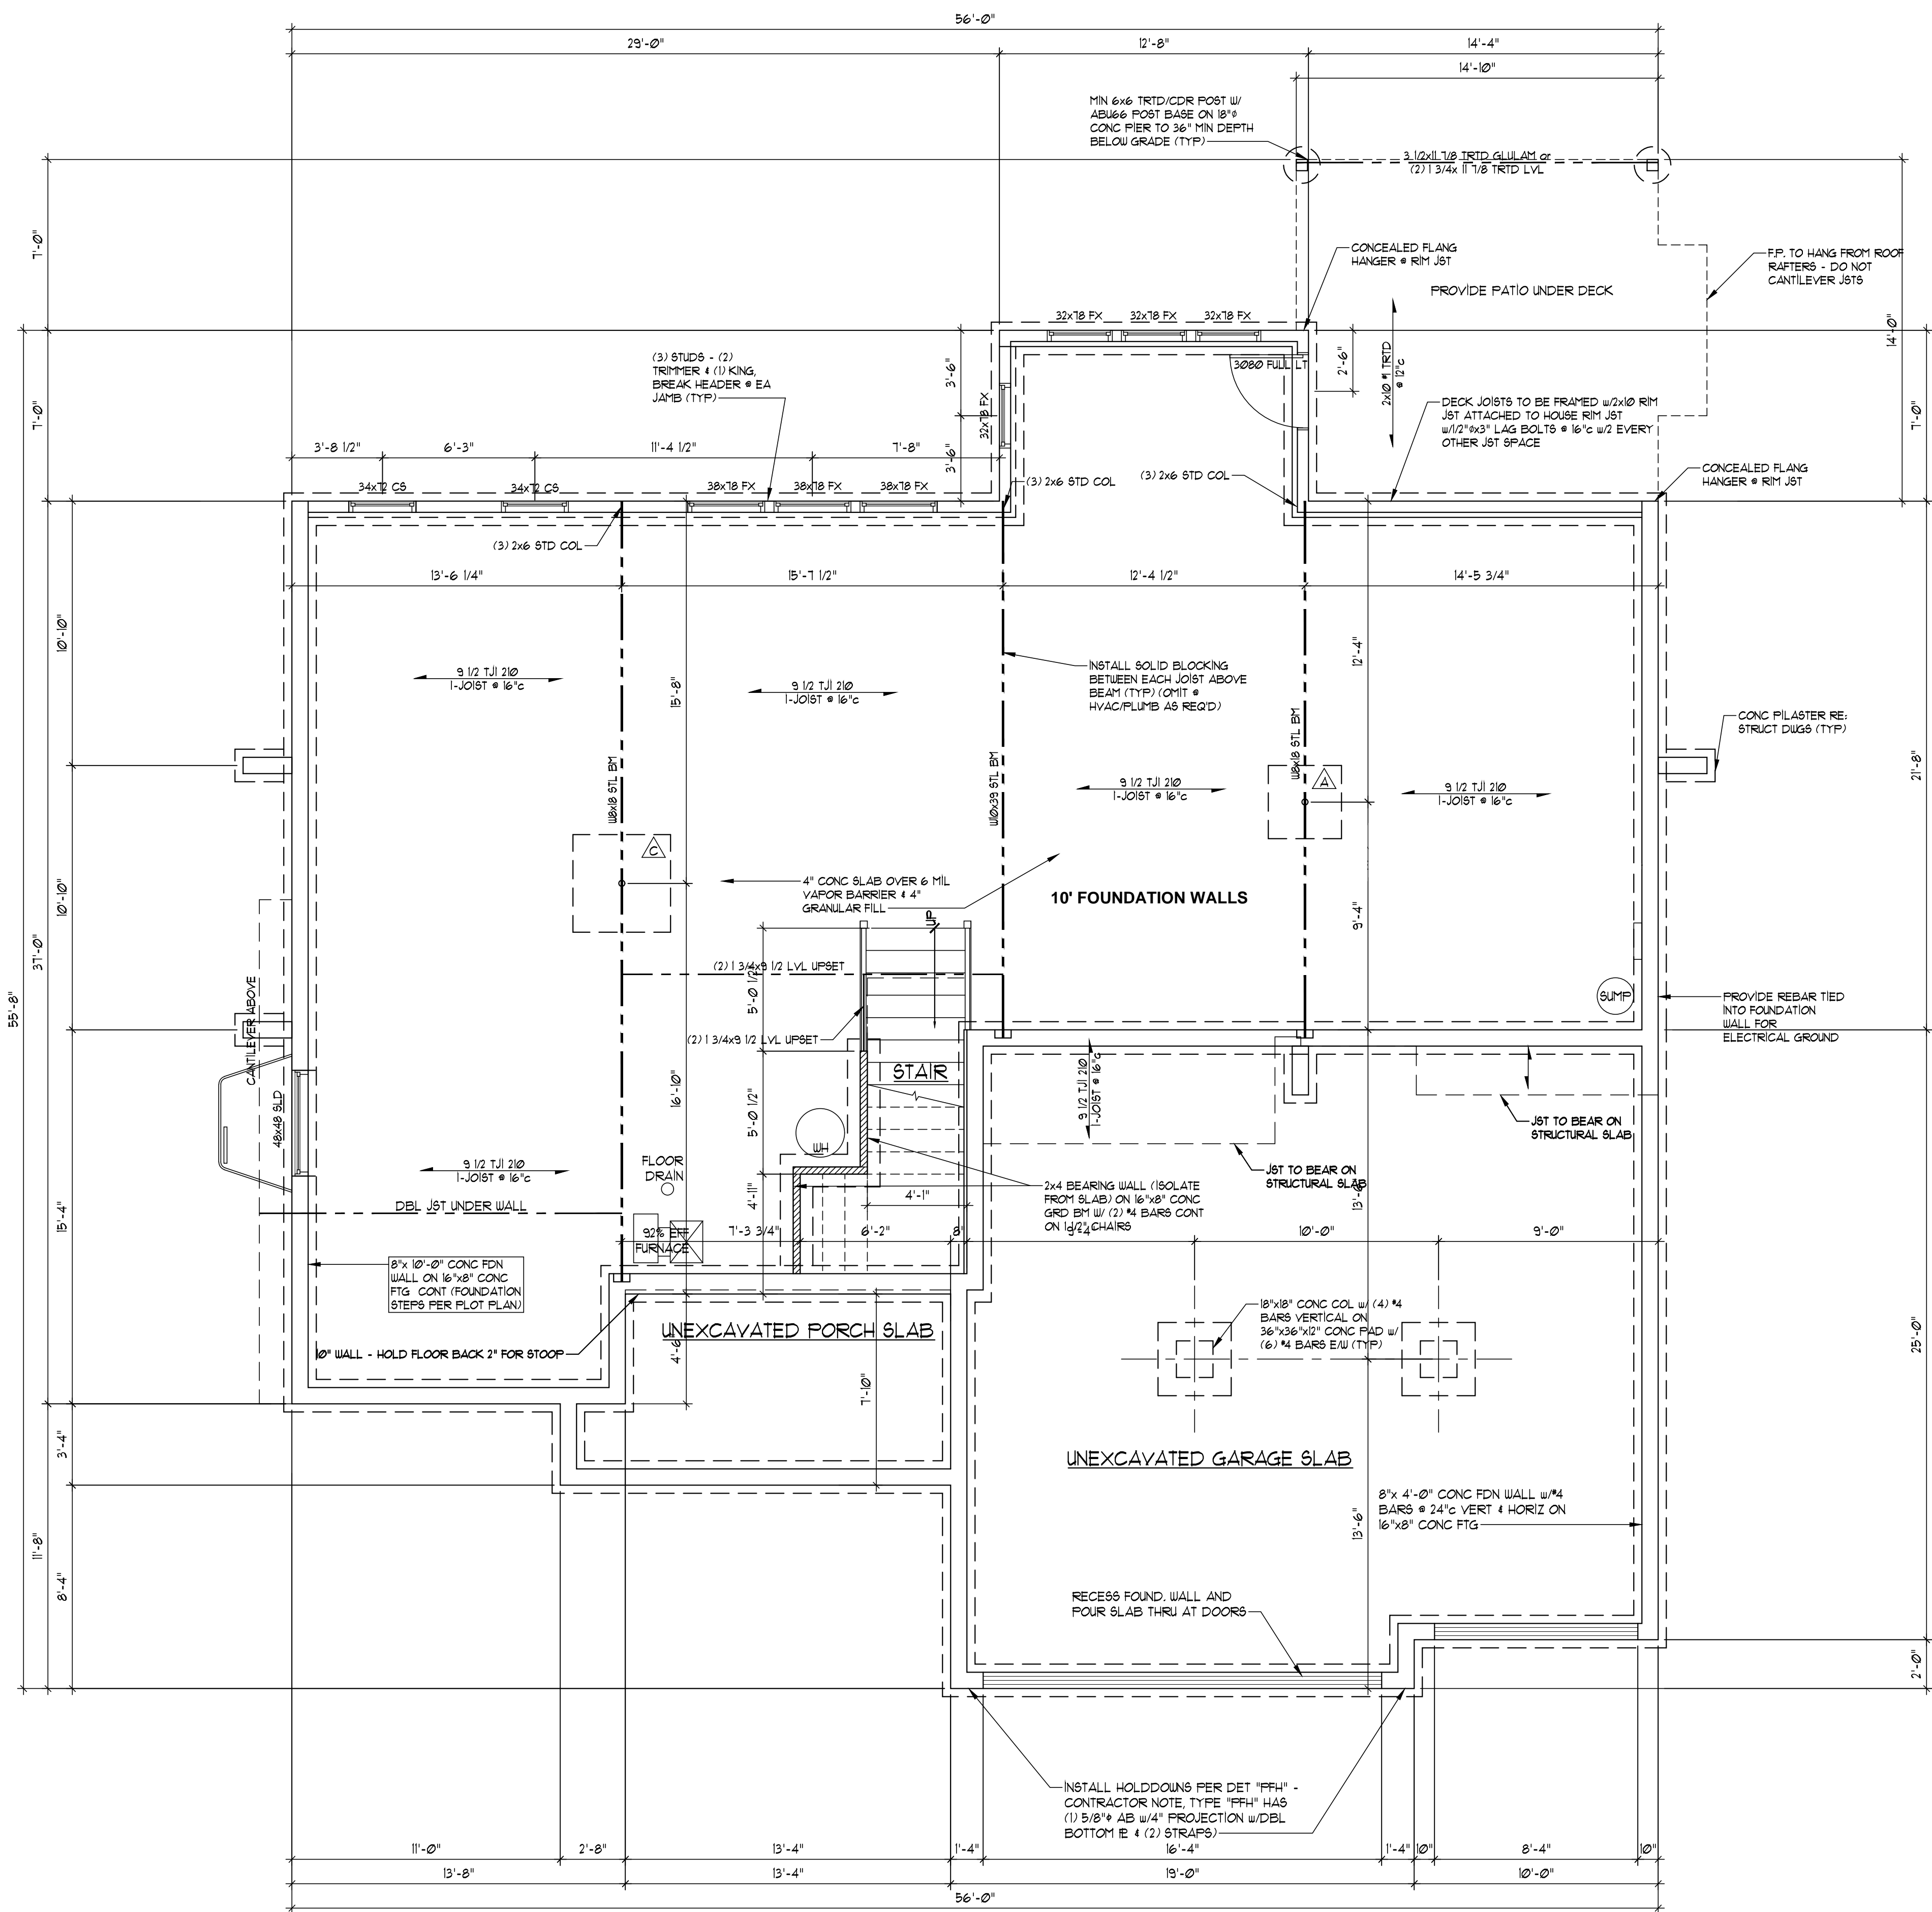 56'-0"
29'-0"
12'-8"
14'-4"
14'-10"
MIN 6x6 TRTD/CDR POST W/
ABU66 POST BASE ON 18"ø
CONC PIER TO 36" MIN DEPTH
BELOW GRADE (TYP)
3 1/2x11 7/8 TRTD GLULAM or
(2) 1 3/4x 11 7/8 TRTD LVL
7'-0"
CONCEALED FLANG
HANGER @ RIM JST
F.P. TO HANG FROM ROOF
RAFTERS - DO NOT
CANTILEVER JSTS
PROVIDE PATIO UNDER DECK
14'-0"
32x78 FX
32x78 FX
32x78 FX
(3) STUDS - (2)
TRIMMER & (1) KING,
BREAK HEADER @ EA
JAMB (TYP)
3'-6"
3080 FULL LT
2'-6"
2x10 #1 TRTD
@ 12"c
32x78 FX
7'-0"
DECK JOISTS TO BE FRAMED w/2x10 RIM
JST ATTACHED TO HOUSE RIM JST
w/1/2"øx3" LAG BOLTS @ 16"c w/2 EVERY
OTHER JST SPACE
7'-0"
3'-8 1/2"
6'-3"
11'-4 1/2"
7'-8"
3'-6"
34x72 CS
34x72 CS
38x78 FX
38x78 FX
38x78 FX
(3) 2x6 STD COL
(3) 2x6 STD COL
CONCEALED FLANG
HANGER @ RIM JST
(3) 2x6 STD COL
13'-6 1/4"
15'-7 1/2"
12'-4 1/2"
14'-5 3/4"
10'-10"
12'-4"
9 1/2 TJI 210
I-JOIST @ 16"c
15'-8"
9 1/2 TJI 210
I-JOIST @ 16"c
INSTALL SOLID BLOCKING
BETWEEN EACH JOIST ABOVE
BEAM (TYP) (OMIT @
HVAC/PLUMB AS REQ'D)
CONC PILASTER RE:
STRUCT DWGS (TYP)
W8x18 STL BM
W10x39 STL BM
W8x18 STL BM
A
9 1/2 TJI 210
I-JOIST @ 16"c
9 1/2 TJI 210
I-JOIST @ 16"c
21'-8"
C
4" CONC SLAB OVER 6 MIL
VAPOR BARRIER & 4"
GRANULAR FILL
10' FOUNDATION WALLS
10'-10"
37'-0"
9'-4"
UP
(2) 1 3/4x9 1/2 LVL UPSET
5'-0 1/2"
CANTILEVER ABOVE
SUMP
PROVIDE REBAR TIED
INTO FOUNDATION
WALL FOR
ELECTRICAL GROUND
55'-8"
(2) 1 3/4x9 1/2 LVL UPSET
STAIR
16'-10"
5'-0 1/2"
9 1/2 TJI 210
I-JOIST @ 16"c
48x48 SLD
JST TO BEAR ON
STRUCTURAL SLAB
WH
JST TO BEAR ON
STRUCTURAL SLAB
9 1/2 TJI 210
I-JOIST @ 16"c
FLOOR
DRAIN
4'-11"
4'-1"
2x4 BEARING WALL (ISOLATE
FROM SLAB) ON 16"x8" CONC
GRD BM W/ (2) #4 BARS CONT
ON 1 1/2" CHAIRS
13'-6"
DBL JST UNDER WALL
15'-4"
92% EFF
FURNACE
7'-3 3/4"
6'-2"
8"
9'-4"
10'-0"
9'-0"
8"x 10'-0" CONC FDN
WALL ON 16"x8" CONC
FTG CONT (FOUNDATION
STEPS PER PLOT PLAN)
18"x18" CONC COL w/ (4) #4
BARS VERTICAL ON
36"x36"x12" CONC PAD w/
(6) #4 BARS E/W (TYP)
UNEXCAVATED PORCH SLAB
10" WALL - HOLD FLOOR BACK 2" FOR STOOP
4'-6"
7'-10"
25'-0"
3'-4"
UNEXCAVATED GARAGE SLAB
8"x 4'-0" CONC FDN WALL w/#4
BARS @ 24"c VERT & HORIZ ON
16"x8" CONC FTG
13'-6"
11'-8"
8'-4"
RECESS FOUND. WALL AND
POUR SLAB THRU AT DOORS
2'-0"
INSTALL HOLDDOWNS PER DET "PFH" -
CONTRACTOR NOTE, TYPE "PFH" HAS
(1) 5/8"ø AB w/4" PROJECTION w/DBL
BOTTOM PL & (2) STRAPS)
11'-0"
2'-8"
13'-4"
1'-4"
16'-4"
1'-4"
10"
8'-4"
10"
13'-8"
13'-4"
19'-0"
10'-0"
56'-0"